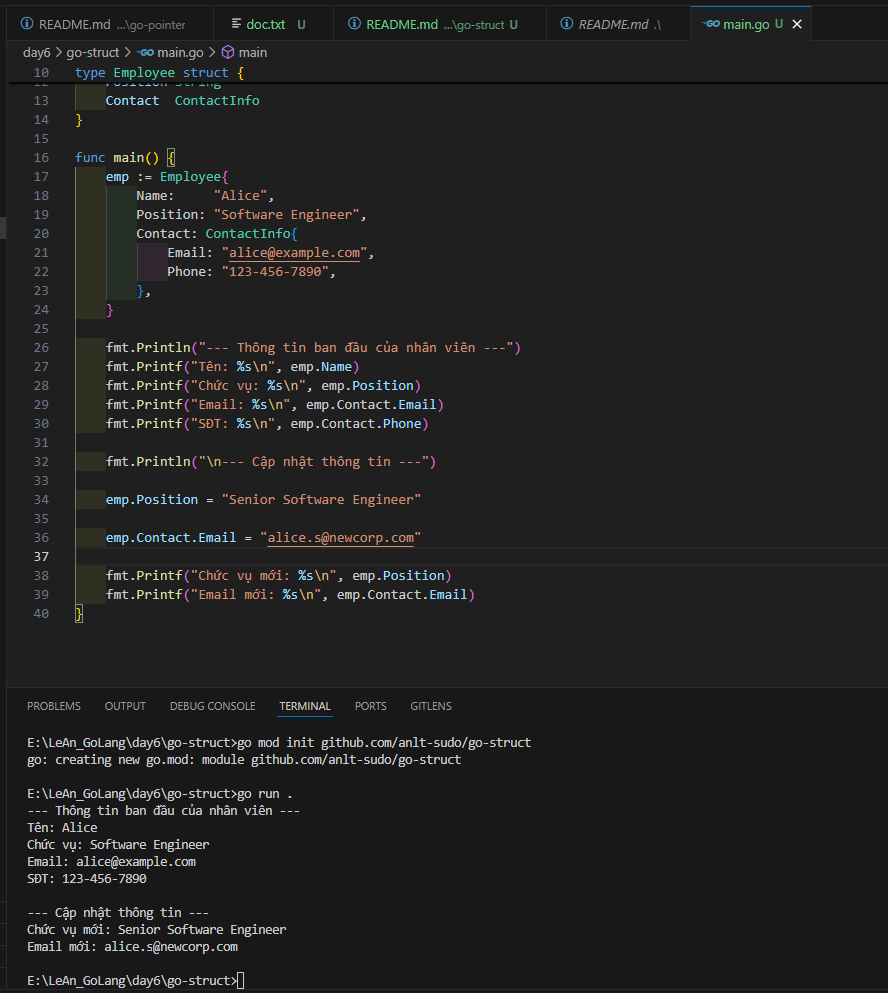 README.md ...\go-pointer
doc.txt U
README.md ...\go-struct U
README.md .\
main.go U
day6 > go-struct > main.go > main
10 type Employee struct {
12 Position string
13 Contact ContactInfo
14 }
15
16 func main() {
17 emp := Employee{
18 Name: "Alice",
19 Position: "Software Engineer",
20 Contact: ContactInfo{
21 Email: "alice@example.com",
22 Phone: "123-456-7890",
23 },
24 }
25
26 fmt.Println("--- Thông tin ban đầu của nhân viên ---")
27 fmt.Printf("Tên: %s\n", emp.Name)
28 fmt.Printf("Chức vụ: %s\n", emp.Position)
29 fmt.Printf("Email: %s\n", emp.Contact.Email)
30 fmt.Printf("SĐT: %s\n", emp.Contact.Phone)
31
32 fmt.Println("\n--- Cập nhật thông tin ---")
33
34 emp.Position = "Senior Software Engineer"
35
36 emp.Contact.Email = "alice.s@newcorp.com"
37
38 fmt.Printf("Chức vụ mới: %s\n", emp.Position)
39 fmt.Printf("Email mới: %s\n", emp.Contact.Email)
40 }
PROBLEMS OUTPUT DEBUG CONSOLE TERMINAL PORTS GITLENS
E:\LeAn_GoLang\day6\go-struct>go mod init github.com/anlt-sudo/go-struct
go: creating new go.mod: module github.com/anlt-sudo/go-struct
E:\LeAn_GoLang\day6\go-struct>go run .
--- Thông tin ban đầu của nhân viên ---
Tên: Alice
Chức vụ: Software Engineer
Email: alice@example.com
SĐT: 123-456-7890
--- Cập nhật thông tin ---
Chức vụ mới: Senior Software Engineer
Email mới: alice.s@newcorp.com
E:\LeAn_GoLang\day6\go-struct>